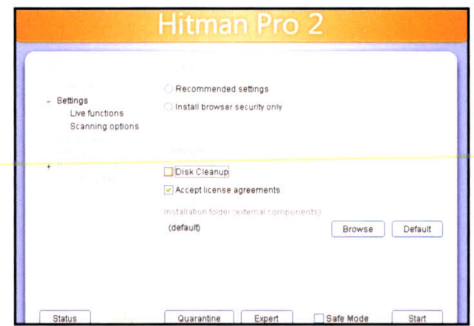 Hitman Pro 2
Recommended settings
Install browser security only
- Settings
Live functions
Scanning options
+
Disk Cleanup
Accept license agreements
Installation folder (external components)
(default)
Browse
Default
Status
Quarantine
Expert
Safe Mode
Start